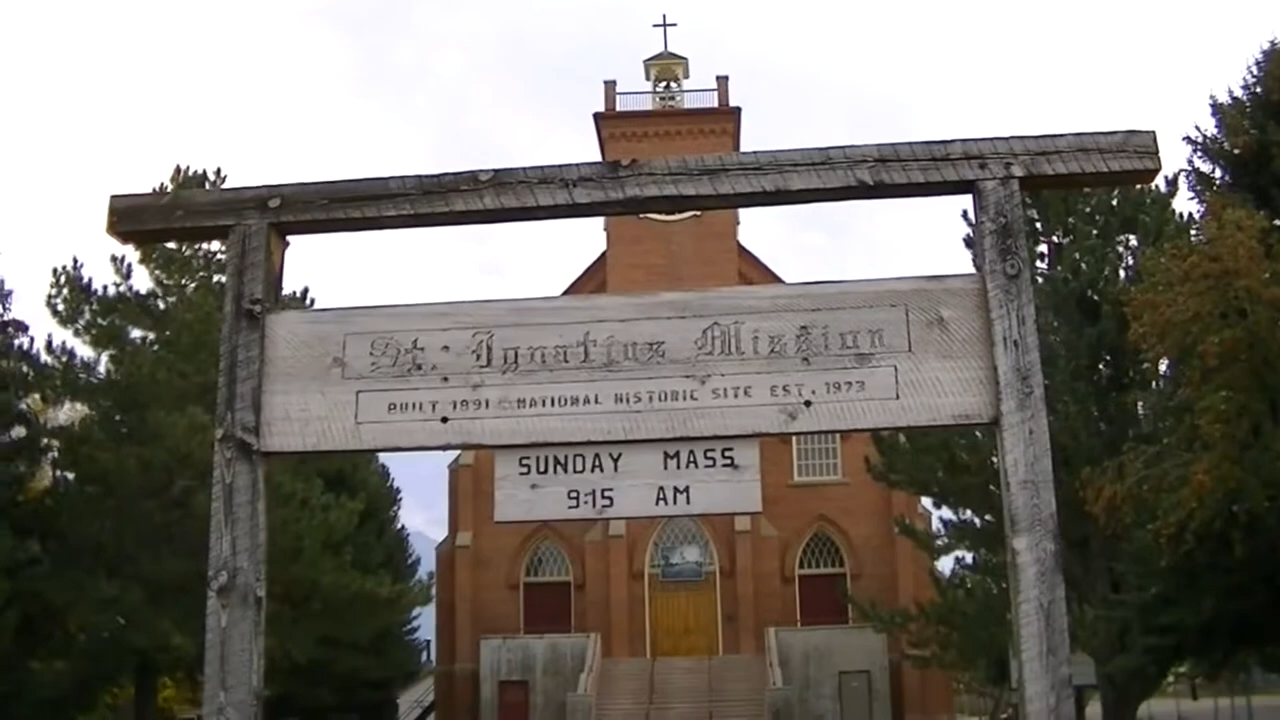 St. Ignatius Mission
BUILT 1891 NATIONAL HISTORIC SITE EST. 1973
SUNDAY MASS
9:15 AM